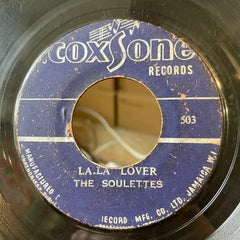 Coxsone
RECORDS
503
LA.LA LOVER
THE SOULETTES
MANUFACTURED
RECORD MFG. CO. LTD. JAMAICA W.I.